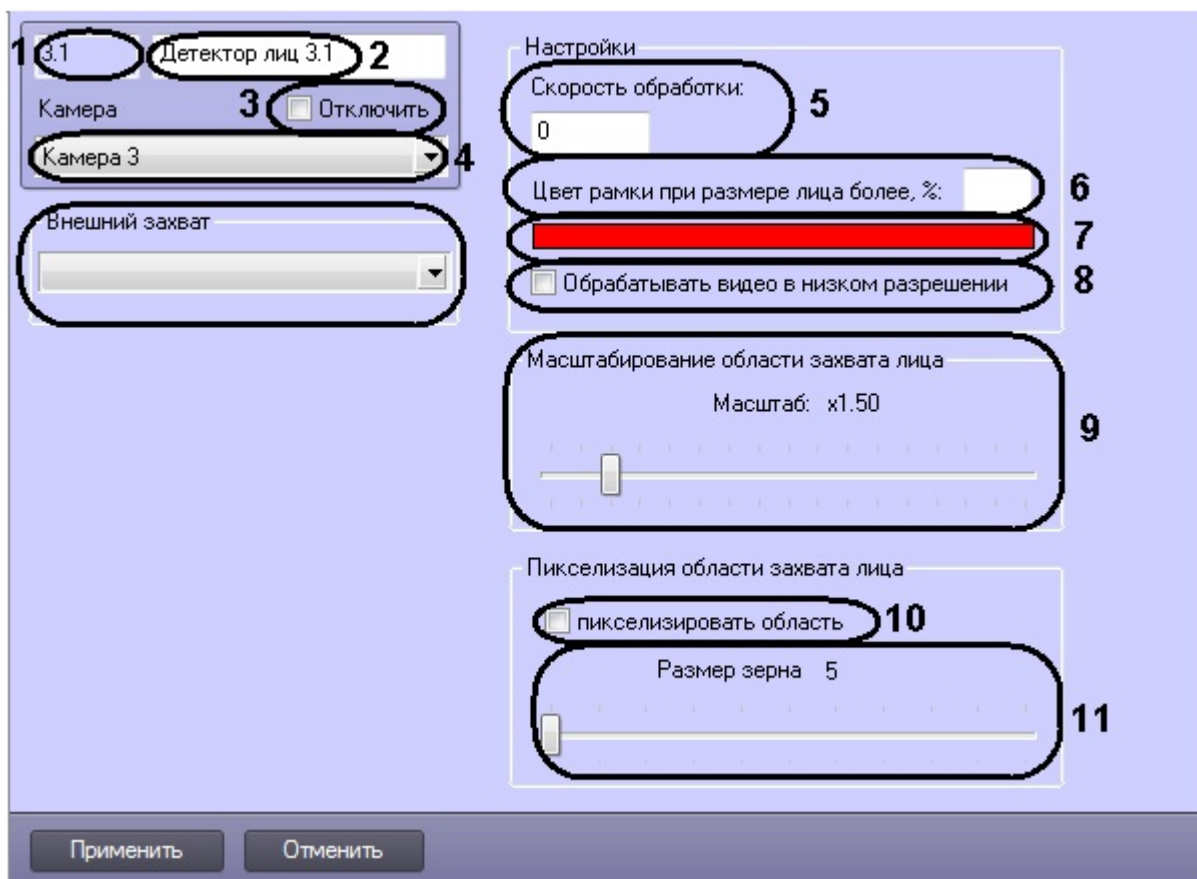 1 3.1 Детектор лиц 3.1 2
Камера 3 Отключить
Камера 3 4
Внешний захват
Настройки
Скорость обработки:
0 5
Цвет рамки при размере лица более, %: 6
7
Обрабатывать видео в низком разрешении 8
Масштабирование области захвата лица
Масштаб: x1.50
9
Пикселизация области захвата лица
пикселизировать область 10
Размер зерна 5
11
Применить Отменить